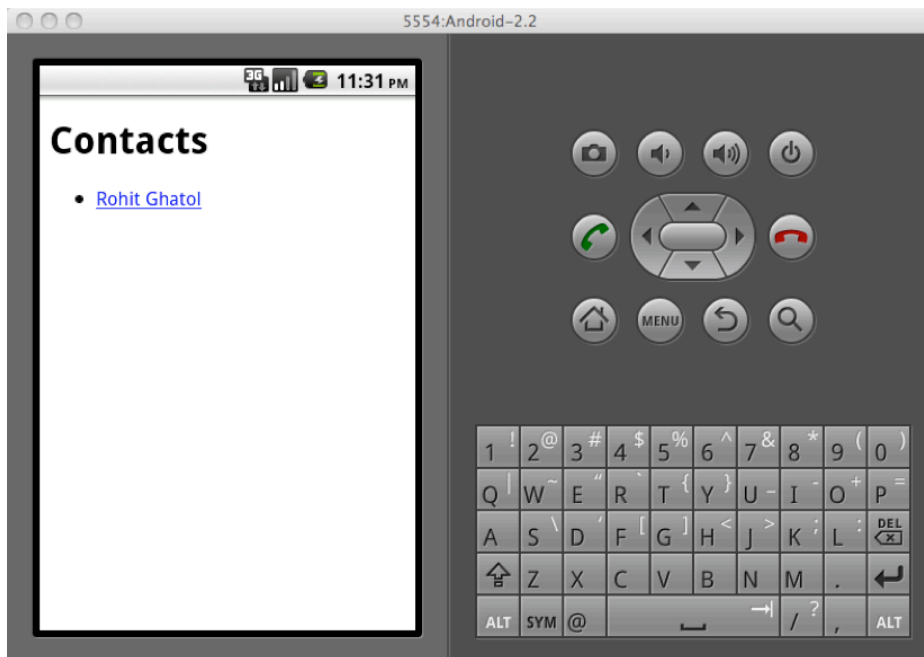 5554:Android-2.2
3G 11:31 PM
Contacts
• Rohit Ghatol
MENU
1 ! 2 @ 3 # 4 $ 5 % 6 ^ 7 & 8 * 9 ( 0 )
Q | W ~ E " R ` T { Y } U _ I - O + P =
A S \ D ' F [ G ] H < J > K ; L : DEL
Z X C V B N M .
ALT SYM @ / ? , ALT